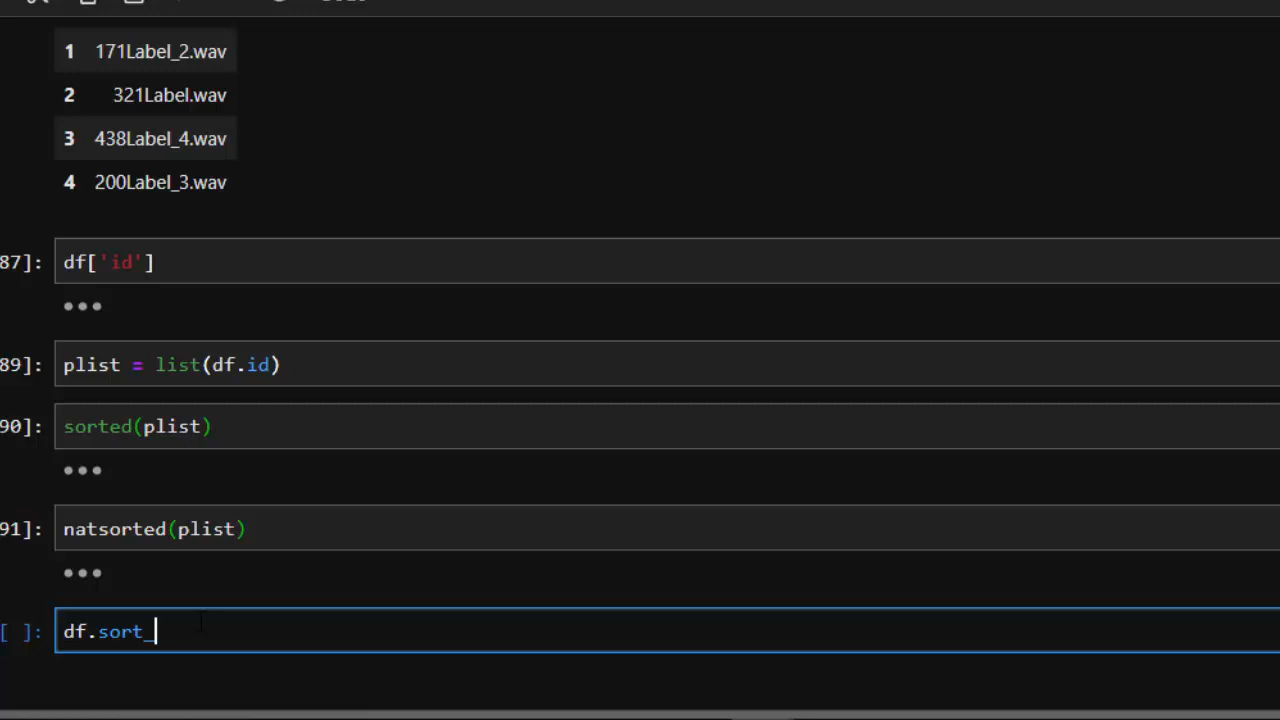 1 171Label_2.wav
2 321Label.wav
3 438Label_4.wav
4 200Label_3.wav
87]: df['id']
89]: plist = list(df.id)
90]: sorted(plist)
91]: natsorted(plist)
[ ]: df.sort_